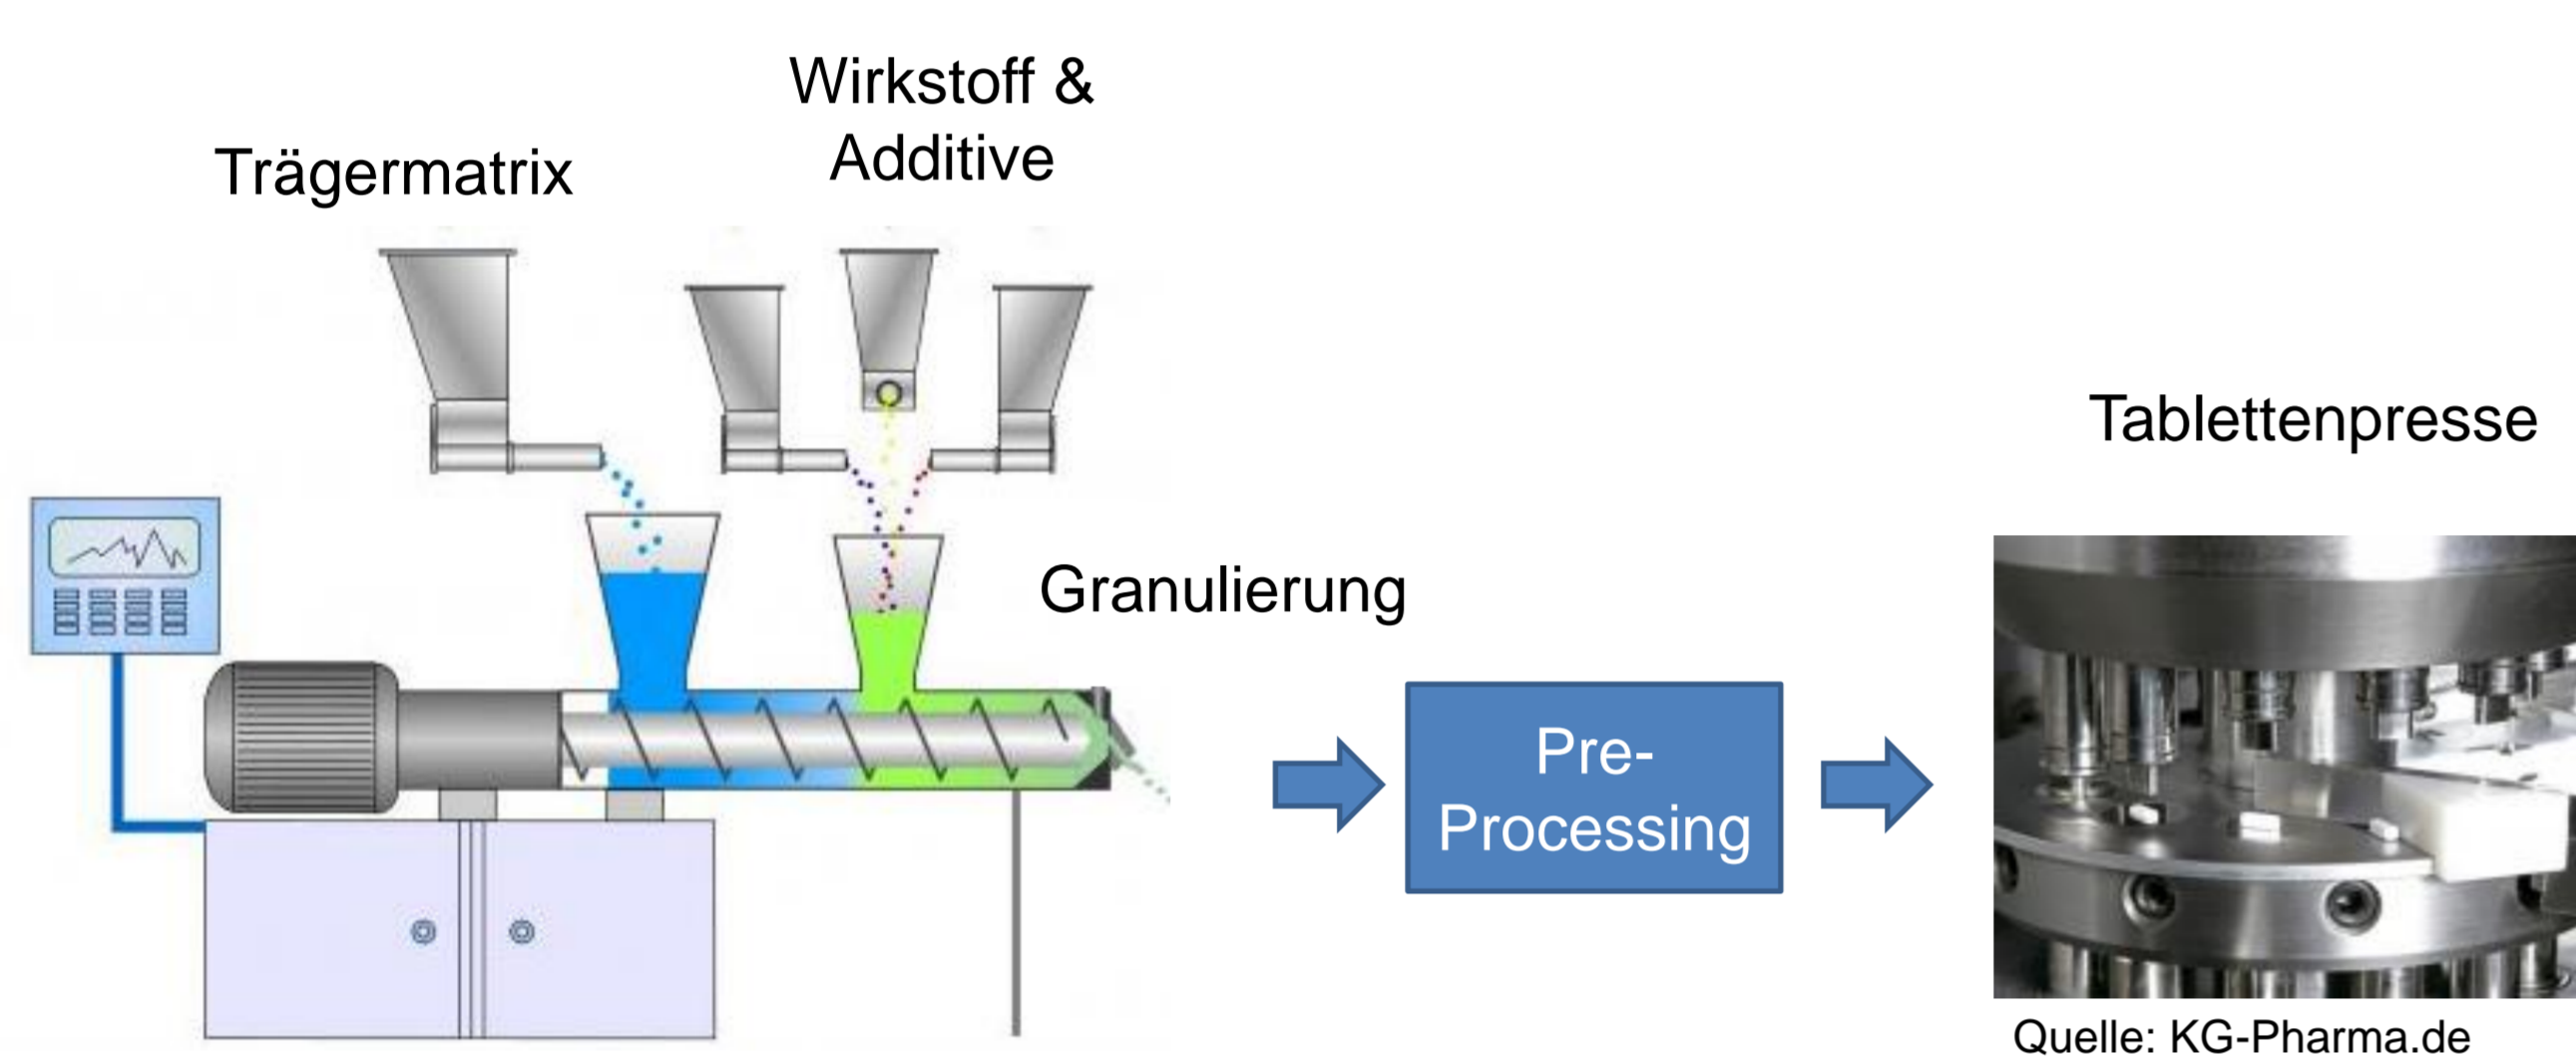 Wirkstoff &
Additive
Trägermatrix
Tablettenpresse
Granulierung
Pre-
Processing
Quelle: KG-Pharma.de